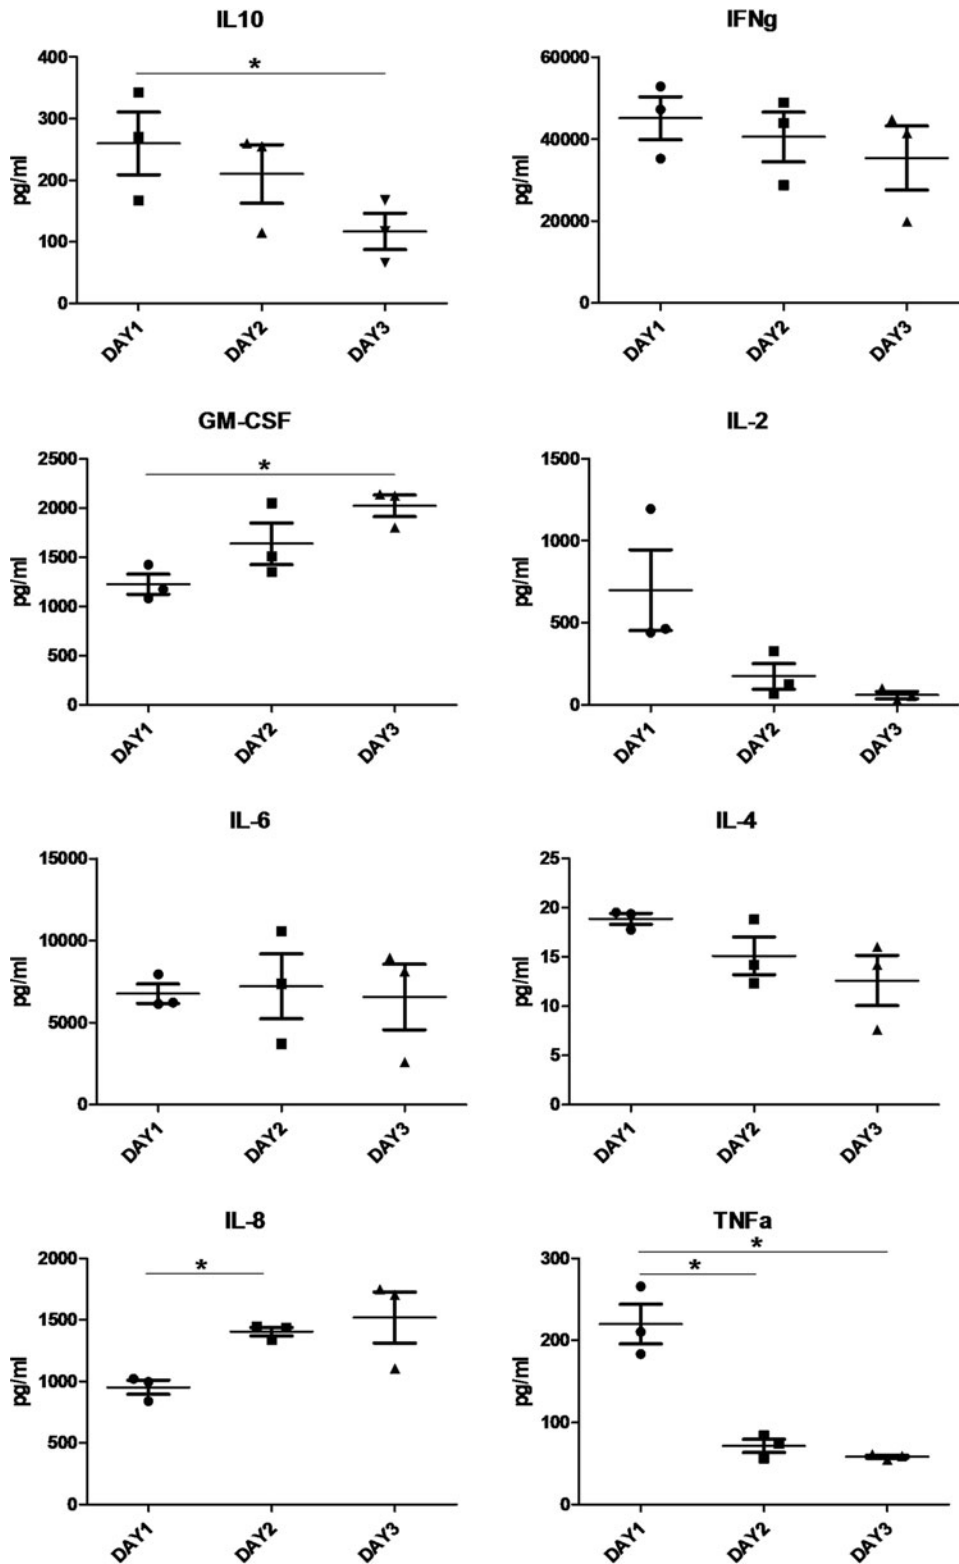 IL10
*
400
300
200
100
0
pg/ml
DAY1
DAY2
DAY3
IFNg
60000
40000
20000
0
pg/ml
DAY1
DAY2
DAY3
GM-CSF
*
2500
2000
1500
1000
500
0
pg/ml
DAY1
DAY2
DAY3
IL-2
1500
1000
500
0
pg/ml
DAY1
DAY2
DAY3
IL-6
15000
10000
5000
0
pg/ml
DAY1
DAY2
DAY3
IL-4
25
20
15
10
5
0
pg/ml
DAY1
DAY2
DAY3
IL-8
*
2000
1500
1000
500
0
pg/ml
DAY1
DAY2
DAY3
TNFa
*
*
300
200
100
0
pg/ml
DAY1
DAY2
DAY3